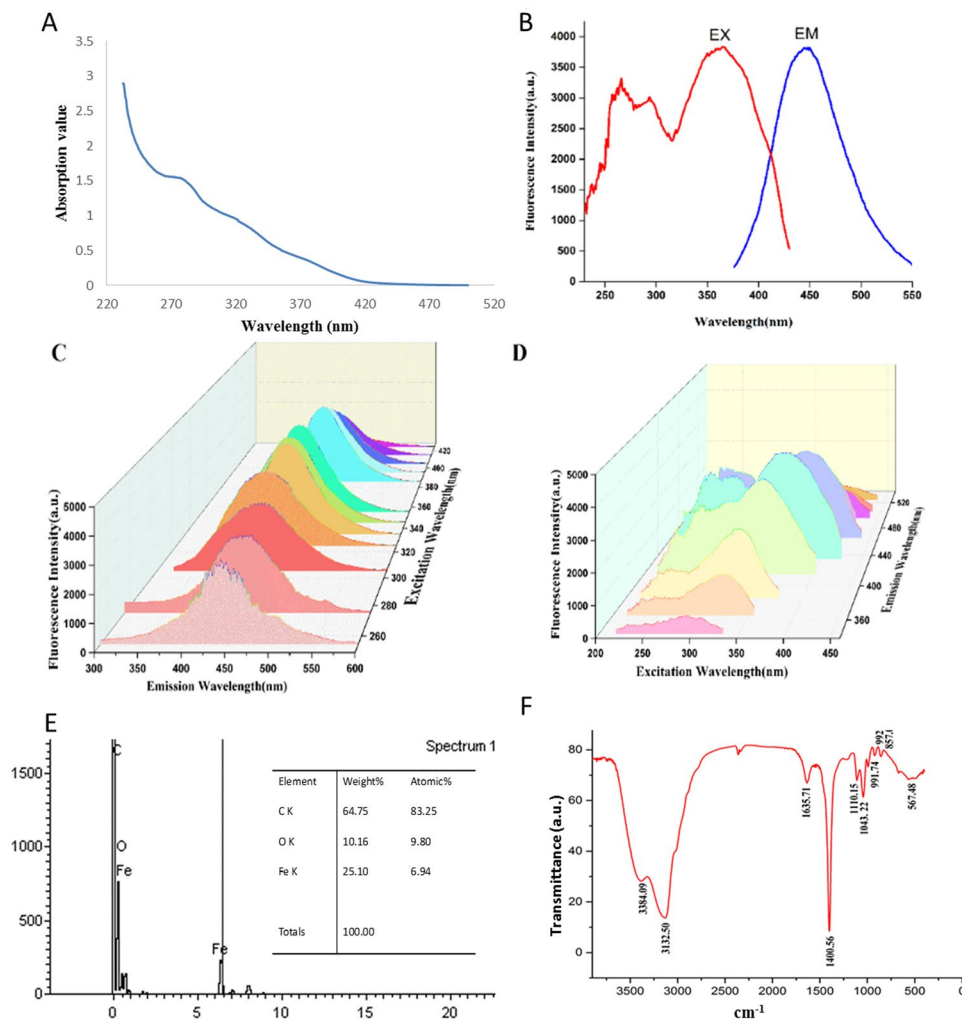 A
3.5
3
2.5
2
1.5
1
0.5
0
220 270 320 370 420 470 520
Absorption value
Wavelength (nm)
B
EX EM
4000
3500
3000
2500
2000
1500
1000
500
0
250 300 350 400 450 500 550
Fluorescence Intensity(a.u.)
Wavelength(nm)
C
5000
4000
3000
2000
1000
0
300 350 400 450 500 550 600
420
460
380
360
340
320
300
280
260
Fluorescence Intensity(a.u.)
Emission Wavelength(nm)
Excitation Wavelength(nm)
D
5000
4000
3000
2000
1000
0
200 250 300 350 400 450
520
480
440
400
360
Fluorescence Intensity(a.u.)
Excitation Wavelength(nm)
Emission Wavelength(nm)
E
Spectrum 1
C
O
Fe
Fe
1500
1000
500
0
0 5 10 15 20
Element Weight% Atomic%
C K 64.75 83.25
O K 10.16 9.80
Fe K 25.10 6.94
Totals 100.00
F
80
60
40
20
0
3500 3000 2500 2000 1500 1000 500 0
Transmittance (a.u.)
cm-1
3384.09
3132.50
1635.71
1400.56
1110.15
1043. 22
991.74
992
857.1
567.48